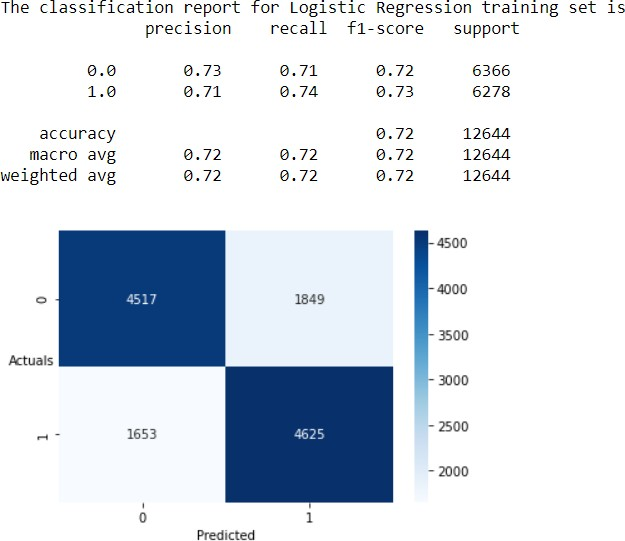 The classification report for Logistic Regression training set is
precision recall f1-score support
0.0 0.73 0.71 0.72 6366
1.0 0.71 0.74 0.73 6278
accuracy 0.72 12644
macro avg 0.72 0.72 0.72 12644
weighted avg 0.72 0.72 0.72 12644
4500
4000
3500
3000
2500
2000
0 4517 1849
Actuals
1 1653 4625
0 1
Predicted